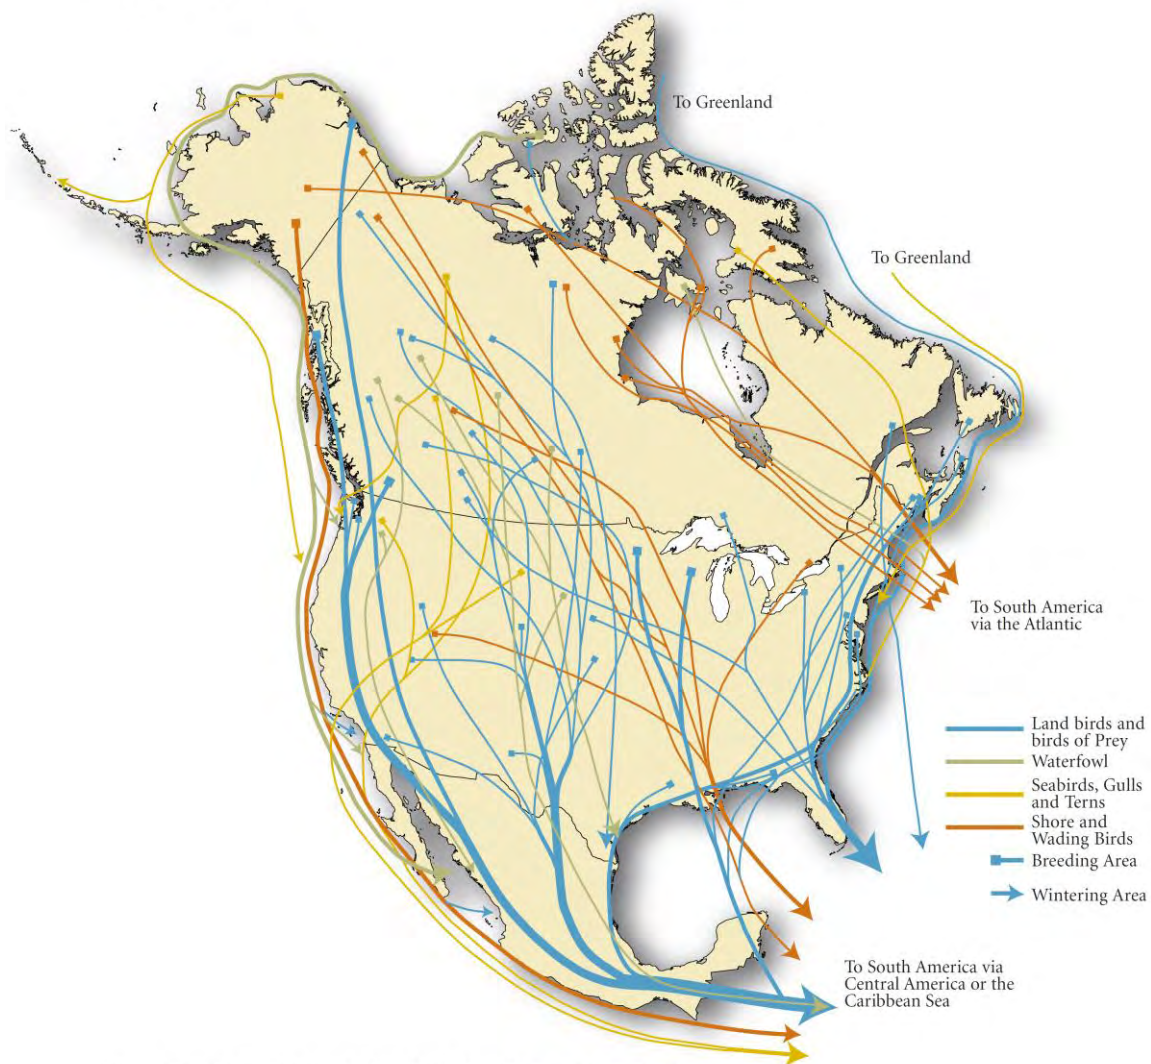 To Greenland
To Greenland
To South America
via the Atlantic
Land birds and
birds of Prey
Waterfowl
Seabirds, Gulls
and Terns
Shore and
Wading Birds
Breeding Area
Wintering Area
To South America via
Central America or the
Caribbean Sea